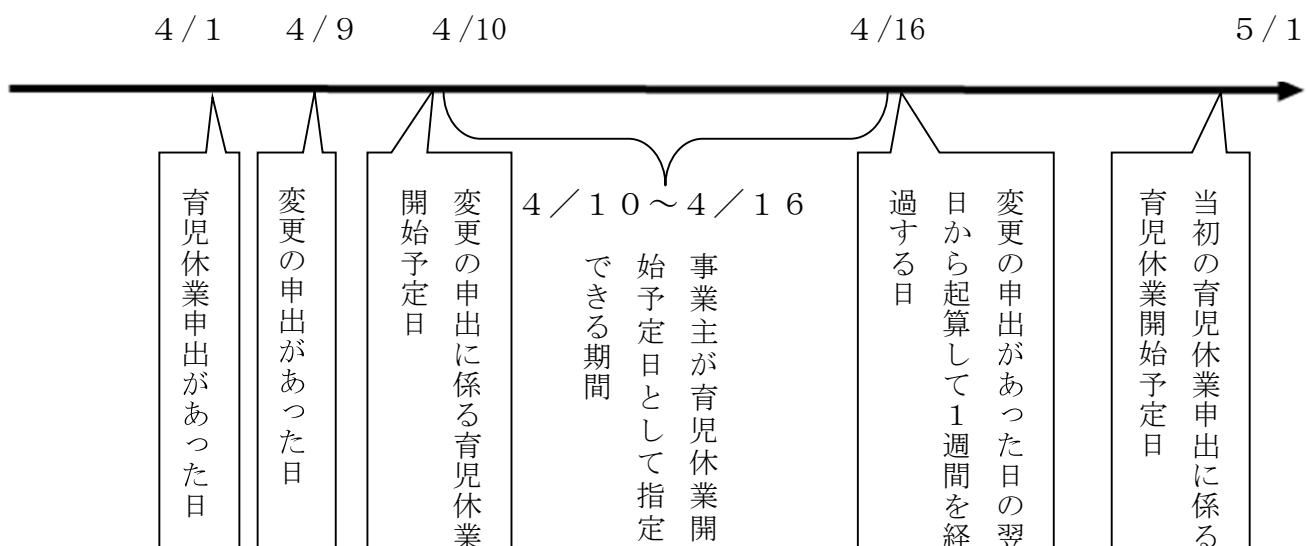 4/1
4/9
4/10
4/16
5/1
育児休業申出があった日
変更の申出があった日
変更の申出に係る育児休業
開始予定日
4/10~4/16
事業主が育児休業開
始予定日として指定
できる期間
変更の申出があった日の翌
日から起算して1週間を経
過する日
当初の育児休業申出に係る
育児休業開始予定日